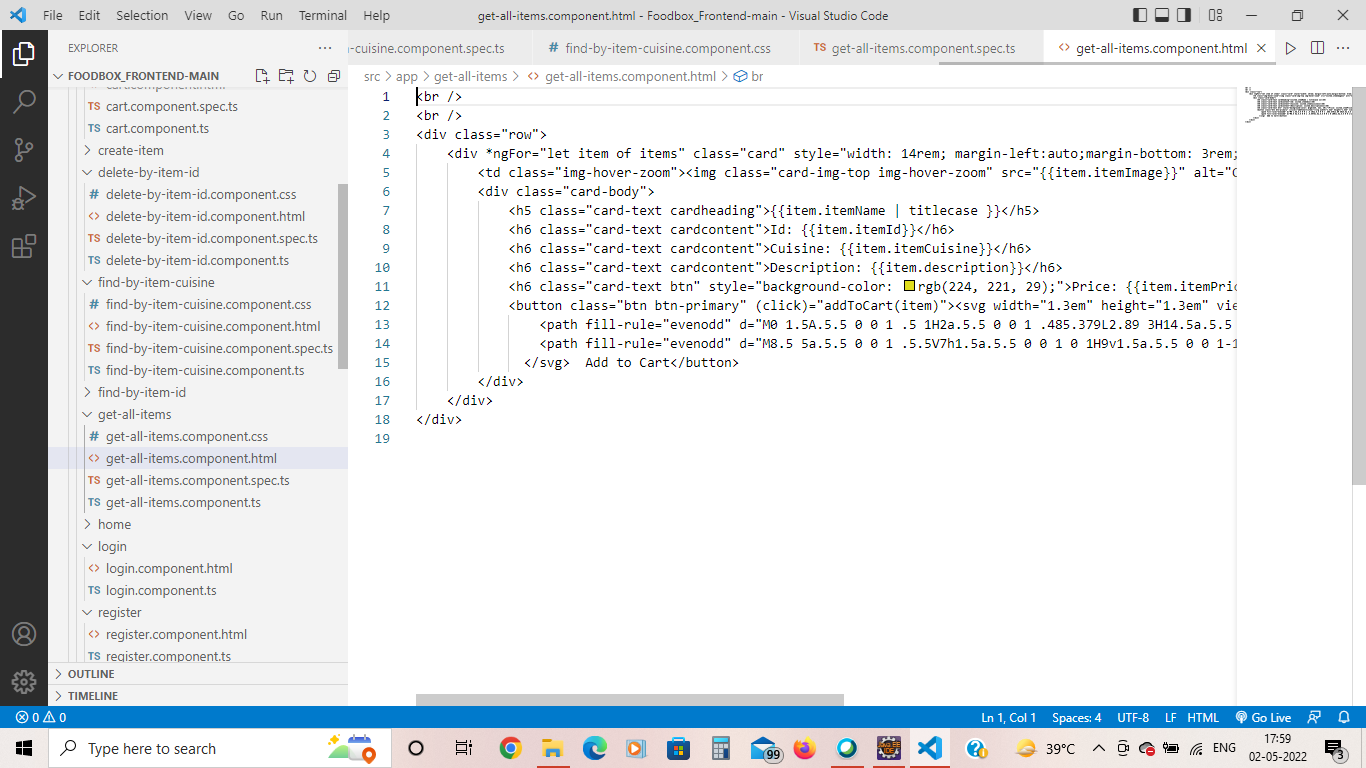 File Edit Selection View Go Run Terminal Help
get-all-items.component.html - Foodbox_Frontend-main - Visual Studio Code
EXPLORER
FOODBOX_FRONTEND-MAIN
cart.component.html
TS cart.component.spec.ts
TS cart.component.ts
create-item
delete-by-item-id
# delete-by-item-id.component.css
<> delete-by-item-id.component.html
TS delete-by-item-id.component.spec.ts
TS delete-by-item-id.component.ts
find-by-item-cuisine
# find-by-item-cuisine.component.css
<> find-by-item-cuisine.component.html
TS find-by-item-cuisine.component.spec.ts
TS find-by-item-cuisine.component.ts
find-by-item-id
get-all-items
# get-all-items.component.css
<> get-all-items.component.html
TS get-all-items.component.spec.ts
TS get-all-items.component.ts
home
login
<> login.component.html
TS login.component.ts
register
<> register.component.html
TS register.component.ts
OUTLINE
TIMELINE
-cuisine.component.spec.ts
# find-by-item-cuisine.component.css
TS get-all-items.component.spec.ts
<> get-all-items.component.html
src > app > get-all-items > <> get-all-items.component.html > br
1 <br />
2 <br />
3 <div class="row">
4 <div *ngFor="let item of items" class="card" style="width: 14rem; margin-left:auto;margin-bottom: 3rem;
5 <td class="img-hover-zoom"><img class="card-img-top img-hover-zoom" src="{{item.itemImage}}" alt="C
6 <div class="card-body">
7 <h5 class="card-text cardheading">{{item.itemName | titlecase }}</h5>
8 <h6 class="card-text cardcontent">Id: {{item.itemId}}</h6>
9 <h6 class="card-text cardcontent">Cuisine: {{item.itemCuisine}}</h6>
10 <h6 class="card-text cardcontent">Description: {{item.description}}</h6>
11 <h6 class="card-text btn" style="background-color: rgb(224, 221, 29);">Price: {{item.itemPric
12 <button class="btn btn-primary" (click)="addToCart(item)"><svg width="1.3em" height="1.3em" vie
13 <path fill-rule="evenodd" d="M0 1.5A.5.5 0 0 1 .5 1H2a.5.5 0 0 1 .485.379L2.89 3H14.5a.5.5
14 <path fill-rule="evenodd" d="M8.5 5a.5.5 0 0 1 .5.5V7h1.5a.5.5 0 0 1 0 1H9v1.5a.5.5 0 0 1-1
15 </svg> Add to Cart</button>
16 </div>
17 </div>
18 </div>
19
0 0
Ln 1, Col 1 Spaces: 4 UTF-8 LF HTML Go Live
Type here to search
99
39°C
ENG
17:59
02-05-2022
3